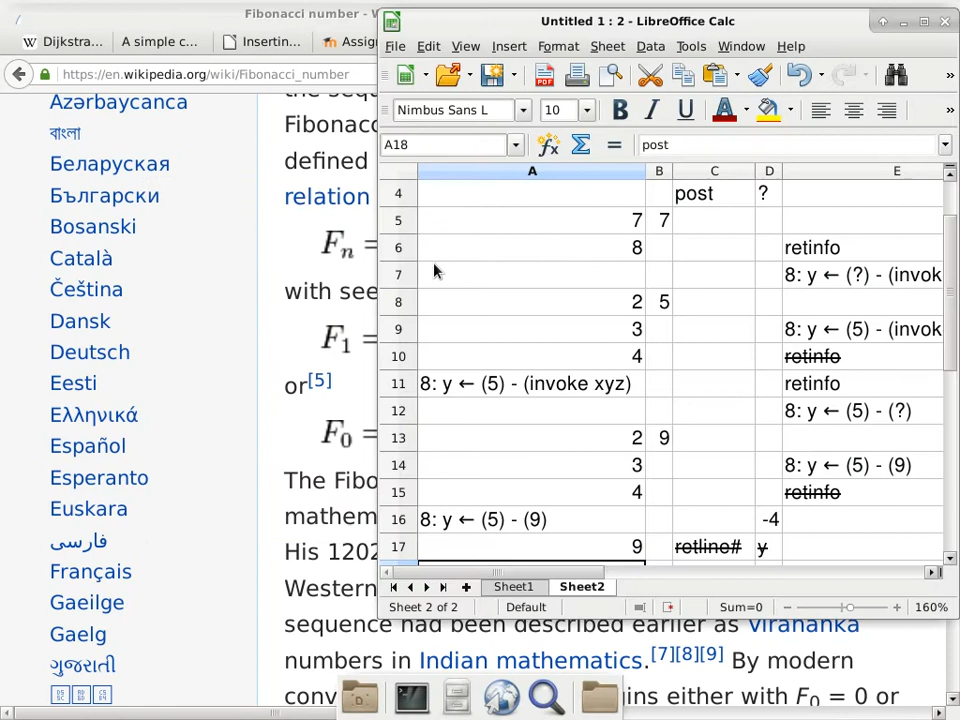 Fibonacci number - W
Untitled 1 : 2 - LibreOffice Calc
Dijkstra...
A simple c...
Insertin...
Assig
https://en.wikipedia.org/wiki/Fibonacci_number
File Edit View Insert Format Sheet Data Tools Window Help
Nimbus Sans L 10
A18 post
A B C D E
4 post ?
5 7 7
6 8 retinfo
7 8: y ← (?) - (invok
8 2 5
9 3 8: y ← (5) - (invok
10 4 retinfo
11 8: y ← (5) - (invoke xyz) retinfo
12 8: y ← (5) - (?)
13 2 9
14 3 8: y ← (5) - (9)
15 4 retinfo
16 8: y ← (5) - (9) -4
17 9 retline# y
Sheet1 Sheet2
Sheet 2 of 2 Default Sum=0 160%
Azərbaycanca
বাংলা
Беларуская
Български
Bosanski
Català
Čeština
Dansk
Deutsch
Eesti
Ελληνικά
Español
Esperanto
Euskara
فارسی
Français
Gaeilge
Gaelg
ગુજરાતી
the sequ
Fibonacc
defined
relation
Fn =
with see
F1 =
or[5]
F0 =
The Fibo
mathem
His 1202
Western
sequence had been described earlier as Virahanka
numbers in Indian mathematics.[7][8][9] By modern
conv gins either with F0 = 0 or